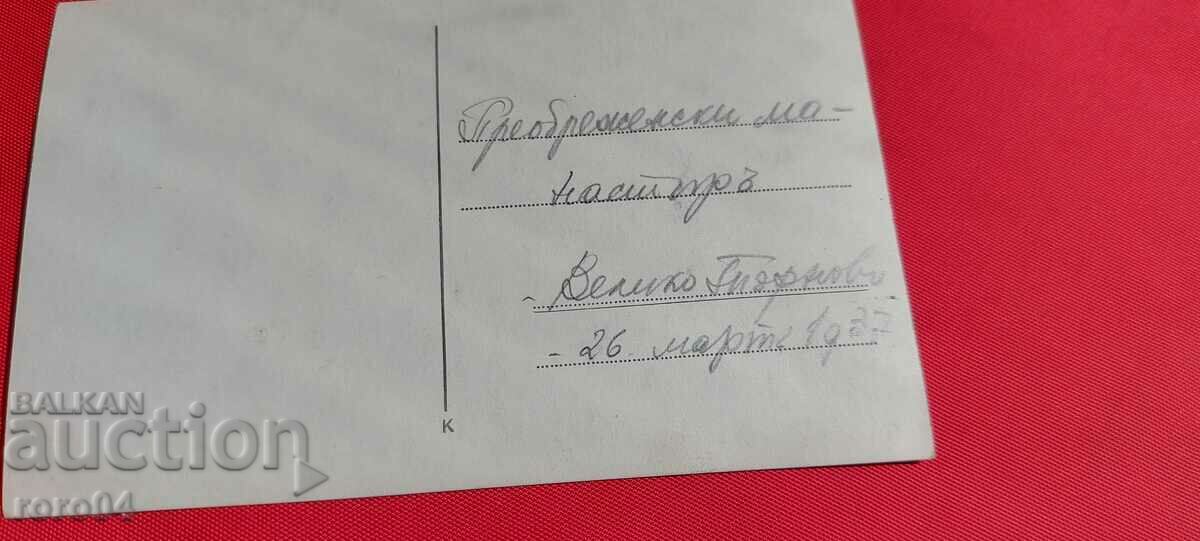 Преображенски ма-
настиръ
- Велико Търново
- 26 мартъ 1937
К
BALKAN
auction
roro04